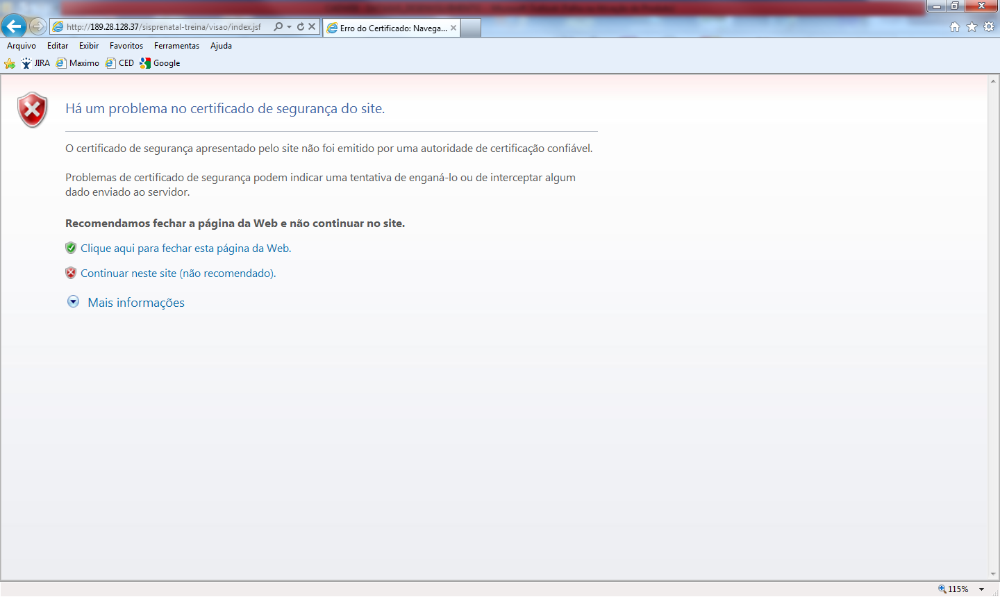 http://189.28.128.37/sisprenatal-treina/visao/index.jsf
Erro do Certificado: Navega...
Arquivo Editar Exibir Favoritos Ferramentas Ajuda
JIRA Maximo CED Google
Há um problema no certificado de segurança do site.
O certificado de segurança apresentado pelo site não foi emitido por uma autoridade de certificação confiável.
Problemas de certificado de segurança podem indicar uma tentativa de enganá-lo ou de interceptar algum
dado enviado ao servidor.
Recomendamos fechar a página da Web e não continuar no site.
Clique aqui para fechar esta página da Web.
Continuar neste site (não recomendado).
Mais informações
115%